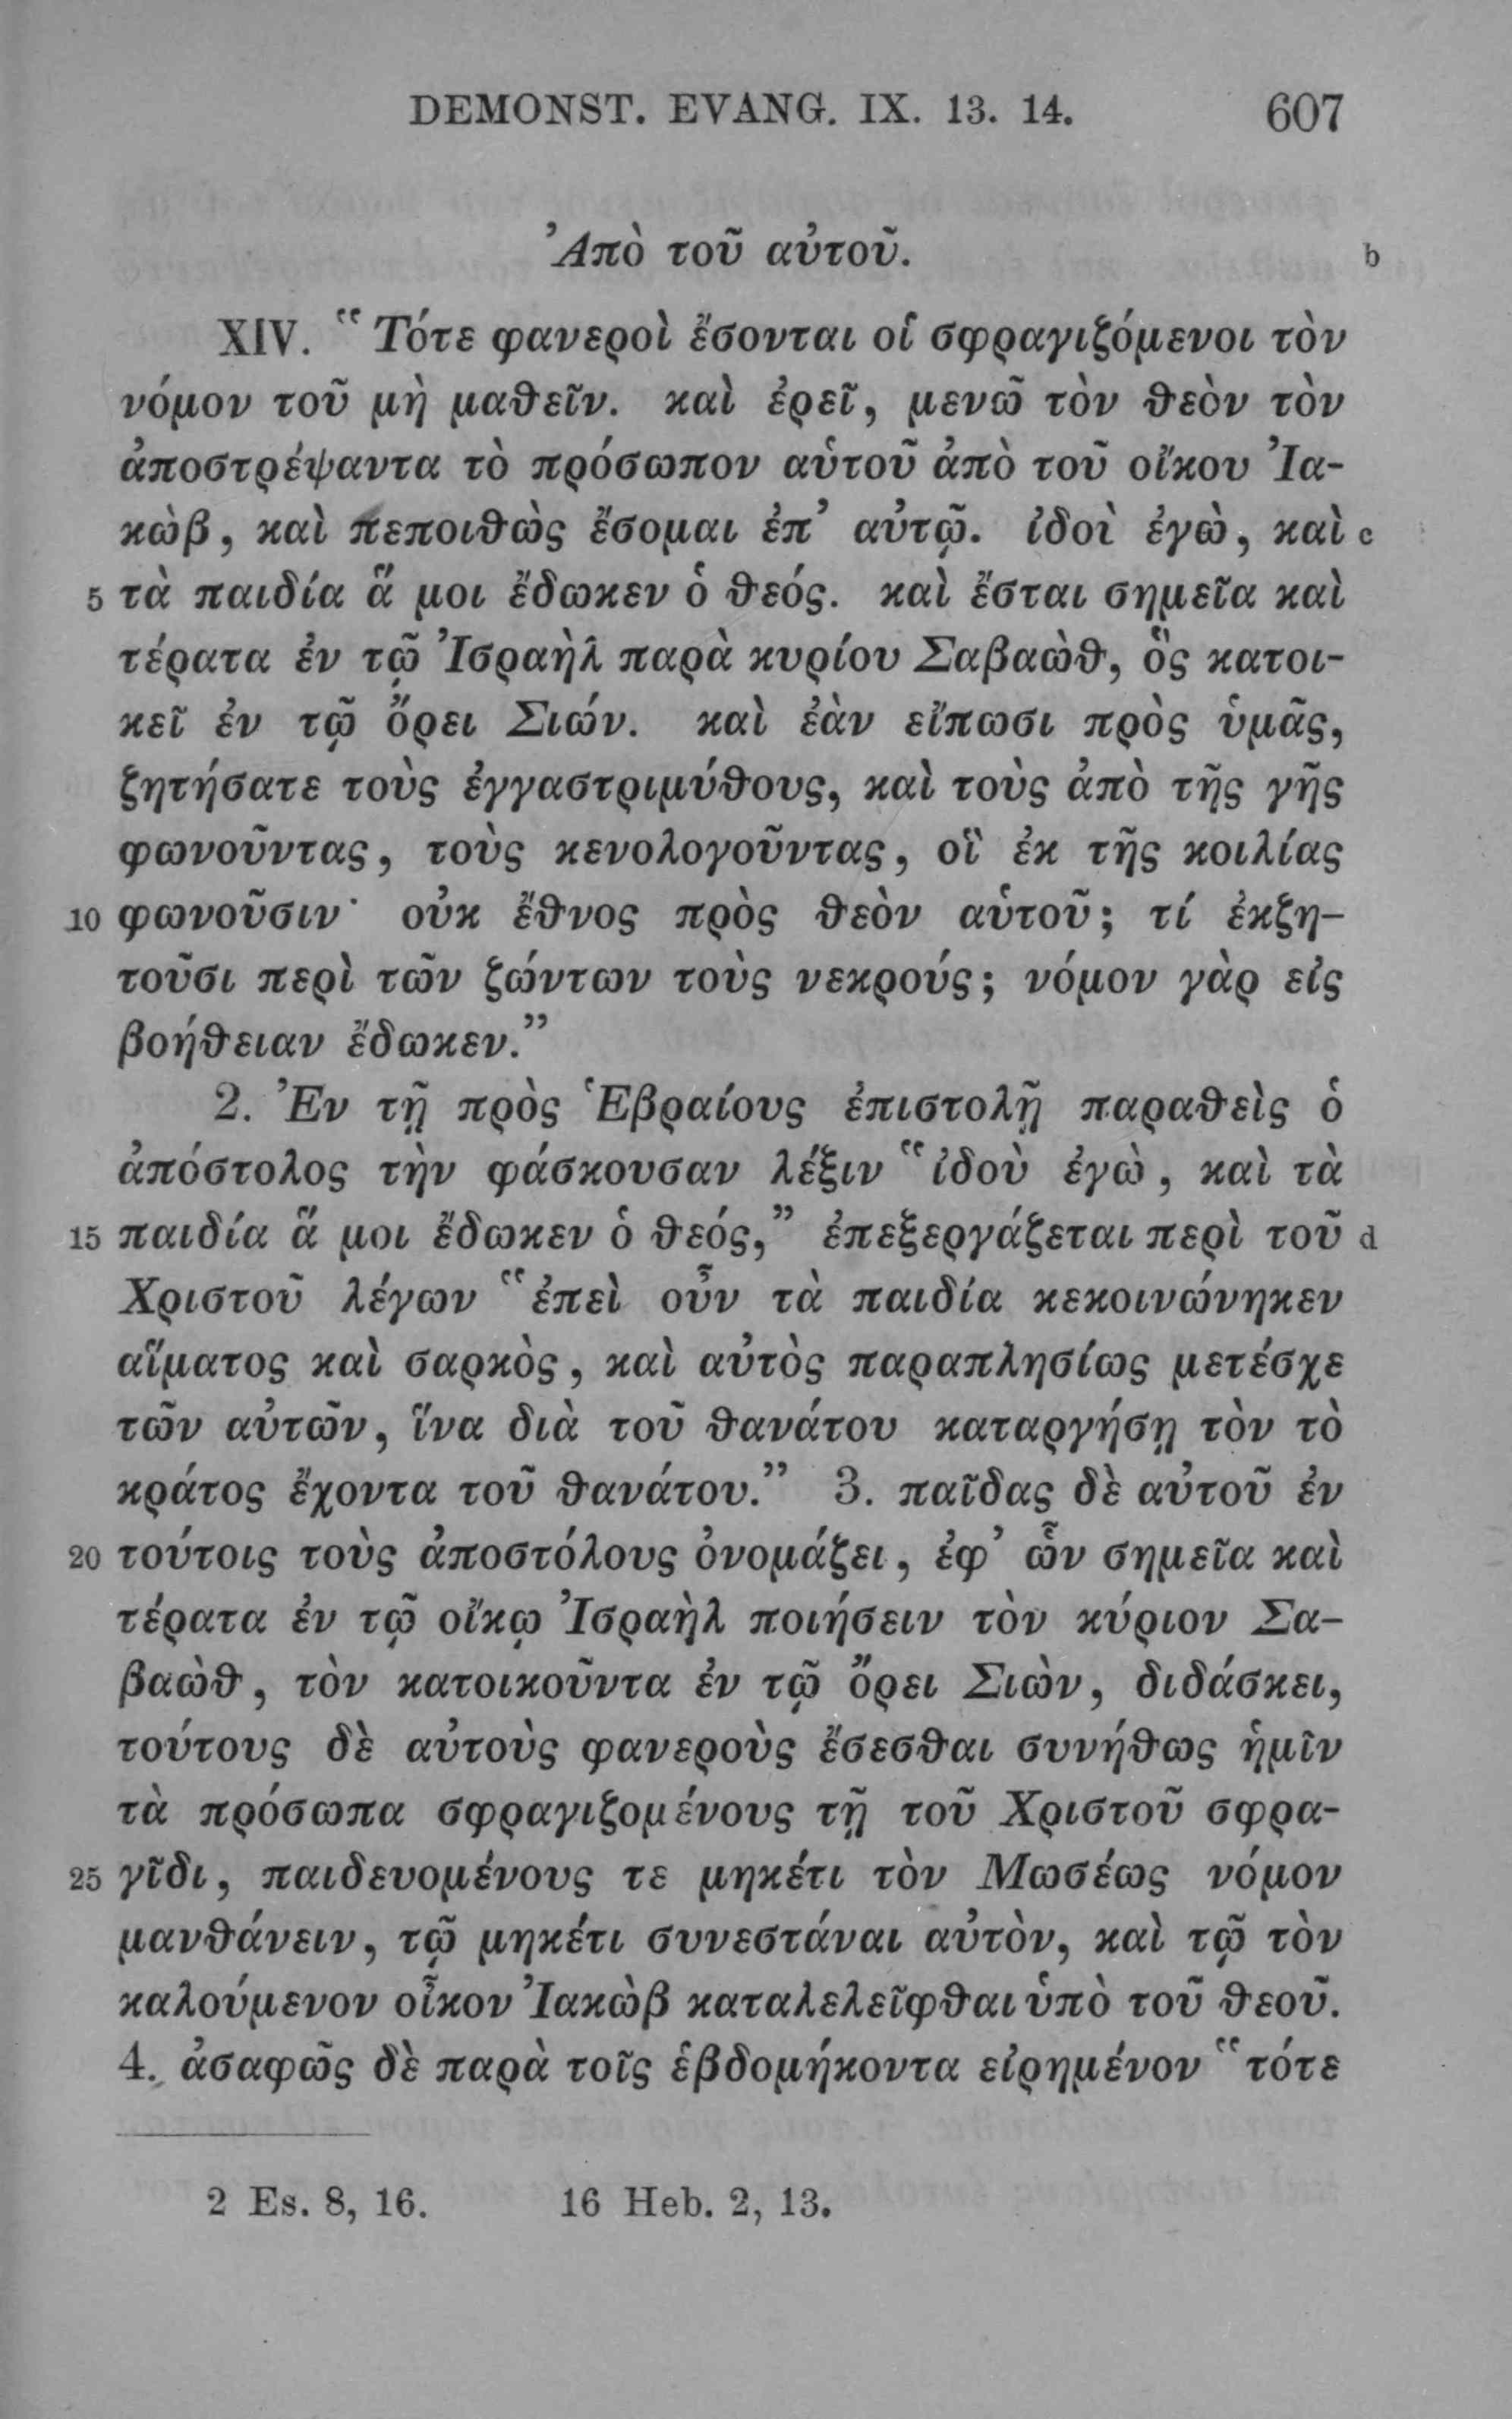 DEMONST. EVANG. IX. 13. 14. 607
Ἀπὸ τοῦ αὐτοῦ. b
XIV. “Τότε φανεροὶ ἔσονται οἱ σφραγιζόμενοι τὸν
νόμον τοῦ μὴ μαθεῖν. καὶ ἐρεῖ, μενῶ τὸν θεὸν τὸν
ἀποστρέψαντα τὸ πρόσωπον αὑτοῦ ἀπὸ τοῦ οἴκου Ἰα-
κὼβ, καὶ πεποιθὼς ἔσομαι ἐπ’ αὐτῷ. ἰδοὶ ἐγὼ, καὶ c
5 τὰ παιδία ἅ μοι ἔδωκεν ὁ θεός. καὶ ἔσται σημεῖα καὶ
τέρατα ἐν τῷ Ἰσραὴλ παρὰ κυρίου Σαβαὼθ, ὃς κατοι-
κεῖ ἐν τῷ ὄρει Σιών. καὶ ἐὰν εἴπωσι πρὸς ὑμᾶς,
ζητήσατε τοὺς ἐγγαστριμύθους, καὶ τοὺς ἀπὸ τῆς γῆς
φωνοῦντας, τοὺς κενολογοῦντας, οἳ ἐκ τῆς κοιλίας
10 φωνοῦσιν· οὐκ ἔθνος πρὸς θεὸν αὑτοῦ; τί ἐκζη-
τοῦσι περὶ τῶν ζώντων τοὺς νεκρούς; νόμον γὰρ εἰς
βοήθειαν ἔδωκεν.”
2. Ἐν τῇ πρὸς Ἑβραίους ἐπιστολῇ παραθεὶς ὁ
ἀπόστολος τὴν φάσκουσαν λέξιν “ἰδοὺ ἐγὼ, καὶ τὰ
15 παιδία ἅ μοι ἔδωκεν ὁ θεός,” ἐπεξεργάζεται περὶ τοῦ d
Χριστοῦ λέγων “ἐπεὶ οὖν τὰ παιδία κεκοινώνηκεν
αἵματος καὶ σαρκὸς, καὶ αὐτὸς παραπλησίως μετέσχε
τῶν αὐτῶν, ἵνα διὰ τοῦ θανάτου καταργήσῃ τὸν τὸ
κράτος ἔχοντα τοῦ θανάτου.” 3. παῖδας δὲ αὐτοῦ ἐν
20 τούτοις τοὺς ἀποστόλους ὀνομάζει, ἐφ’ ὧν σημεῖα καὶ
τέρατα ἐν τῷ οἴκῳ Ἰσραὴλ ποιήσειν τὸν κύριον Σα-
βαὼθ, τὸν κατοικοῦντα ἐν τῷ ὄρει Σιὼν, διδάσκει,
τούτους δὲ αὐτοὺς φανεροὺς ἔσεσθαι συνήθως ἡμῖν
τὰ πρόσωπα σφραγιζομένους τῇ τοῦ Χριστοῦ σφρα-
25 γῖδι, παιδευομένους τε μηκέτι τὸν Μωσέως νόμον
μανθάνειν, τῷ μηκέτι συνεστάναι αὐτὸν, καὶ τῷ τὸν
καλούμενον οἶκον Ἰακὼβ καταλελεῖφθαι ὑπὸ τοῦ θεοῦ.
4. ἀσαφῶς δὲ παρὰ τοῖς ἑβδομήκοντα εἰρημένον “τότε
2 Es. 8, 16. 16 Heb. 2, 13.